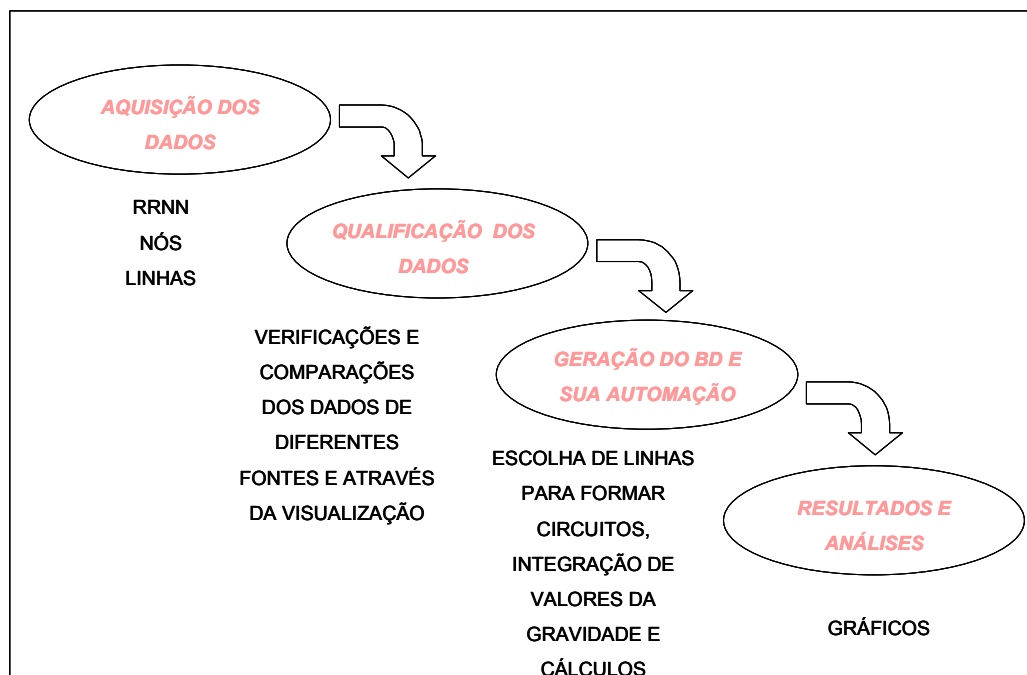 AQUISIÇÃO DOS
DADOS
RRNN
NÓS
LINHAS
QUALIFICAÇÃO DOS
DADOS
VERIFICAÇÕES E
COMPARAÇÕES
DOS DADOS DE
DIFERENTES
FONTES E ATRAVÉS
DA VISUALIZAÇÃO
GERAÇÃO DO BD E
SUA AUTOMAÇÃO
ESCOLHA DE LINHAS
PARA FORMAR
CIRCUITOS,
INTEGRAÇÃO DE
VALORES DA
GRAVIDADE E
CÁLCULOS
RESULTADOS E
ANÁLISES
GRÁFICOS